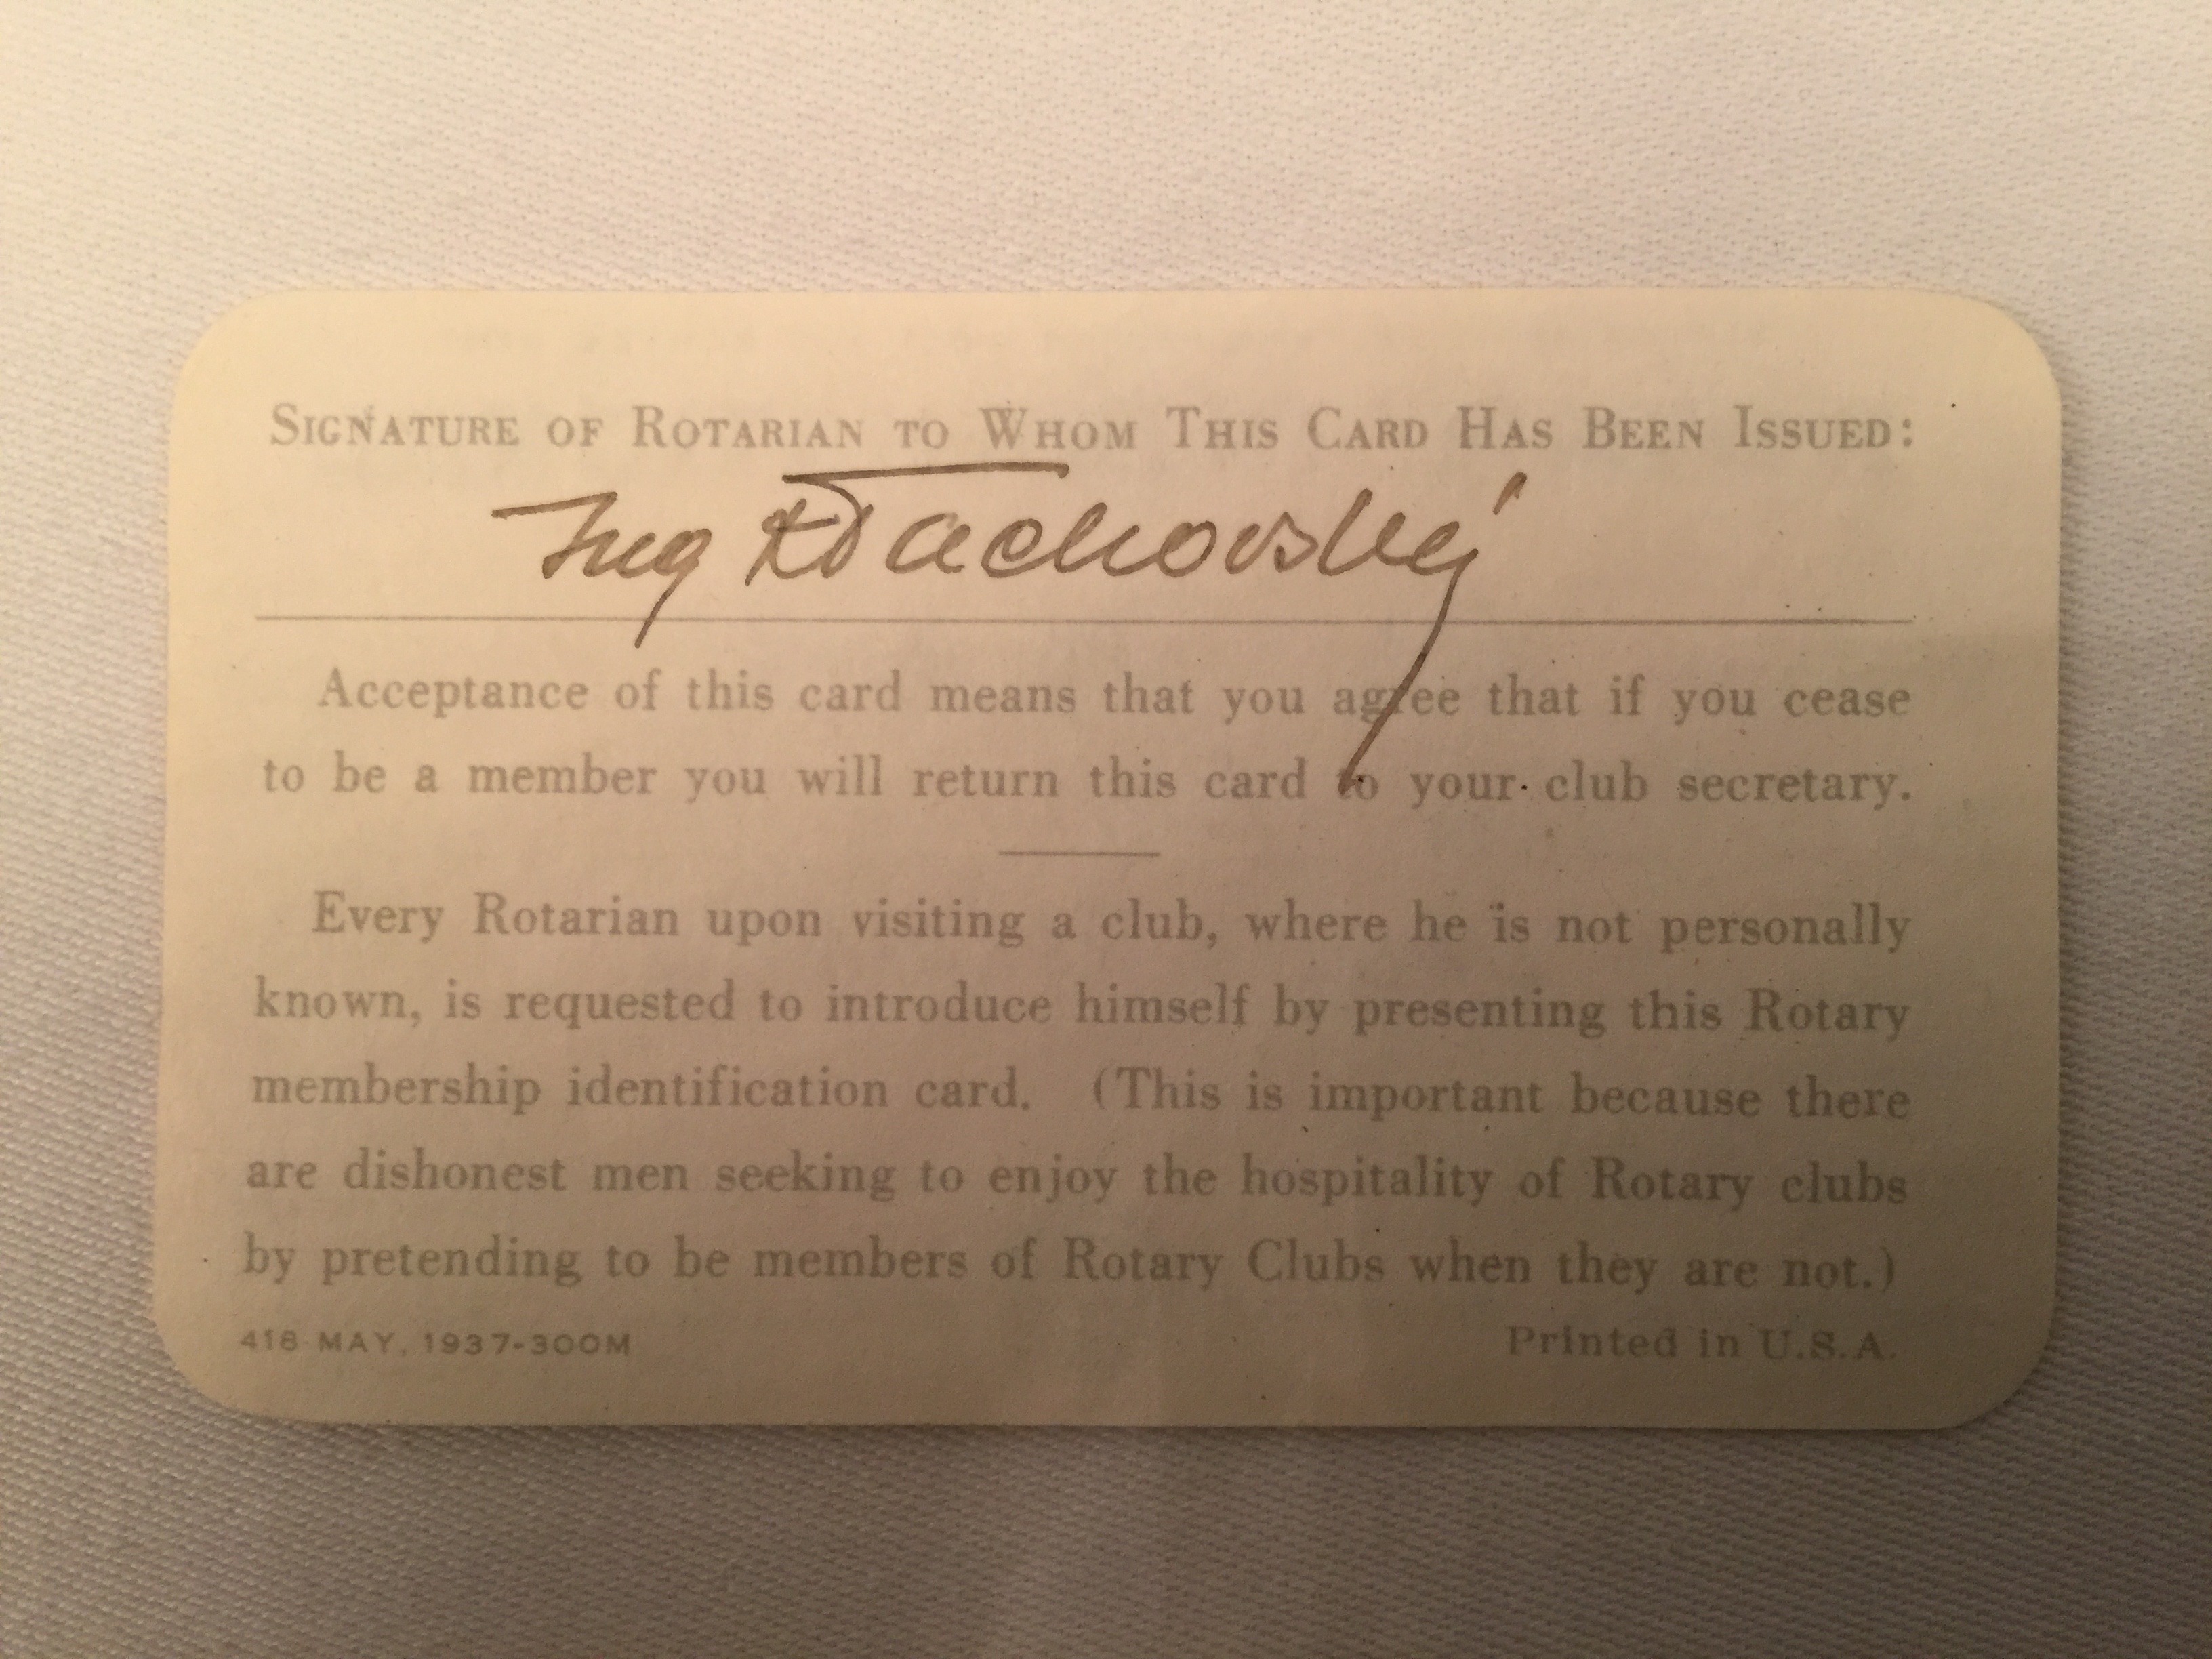 SIGNATURE OF ROTARIAN TO WHOM THIS CARD HAS BEEN ISSUED:
Ing
Acceptance of this card means that you agree that if you cease
to be a member you will return this card to your club secretary.
Every Rotarian upon visiting a club, where he is not personally
known, is requested to introduce himself by presenting this Rotary
membership identification card. (This is important because there
are dishonest men seeking to enjoy the hospitality of Rotary clubs
by pretending to be members of Rotary Clubs when they are not.)
418 MAY, 1937-300M
Printed in U.S.A.